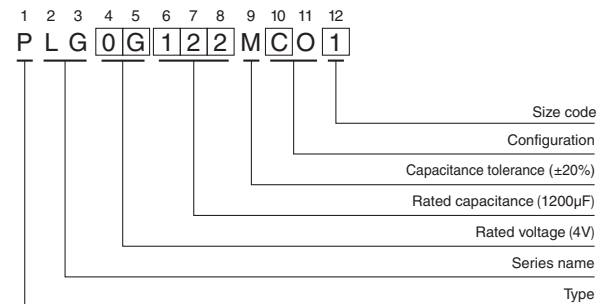 1 2 3 4 5 6 7 8 9 10 11 12
P L G 0 G 1 2 2 M C O 1
Size code
Configuration
Capacitance tolerance (±20%)
Rated capacitance (1200µF)
Rated voltage (4V)
Series name
Type